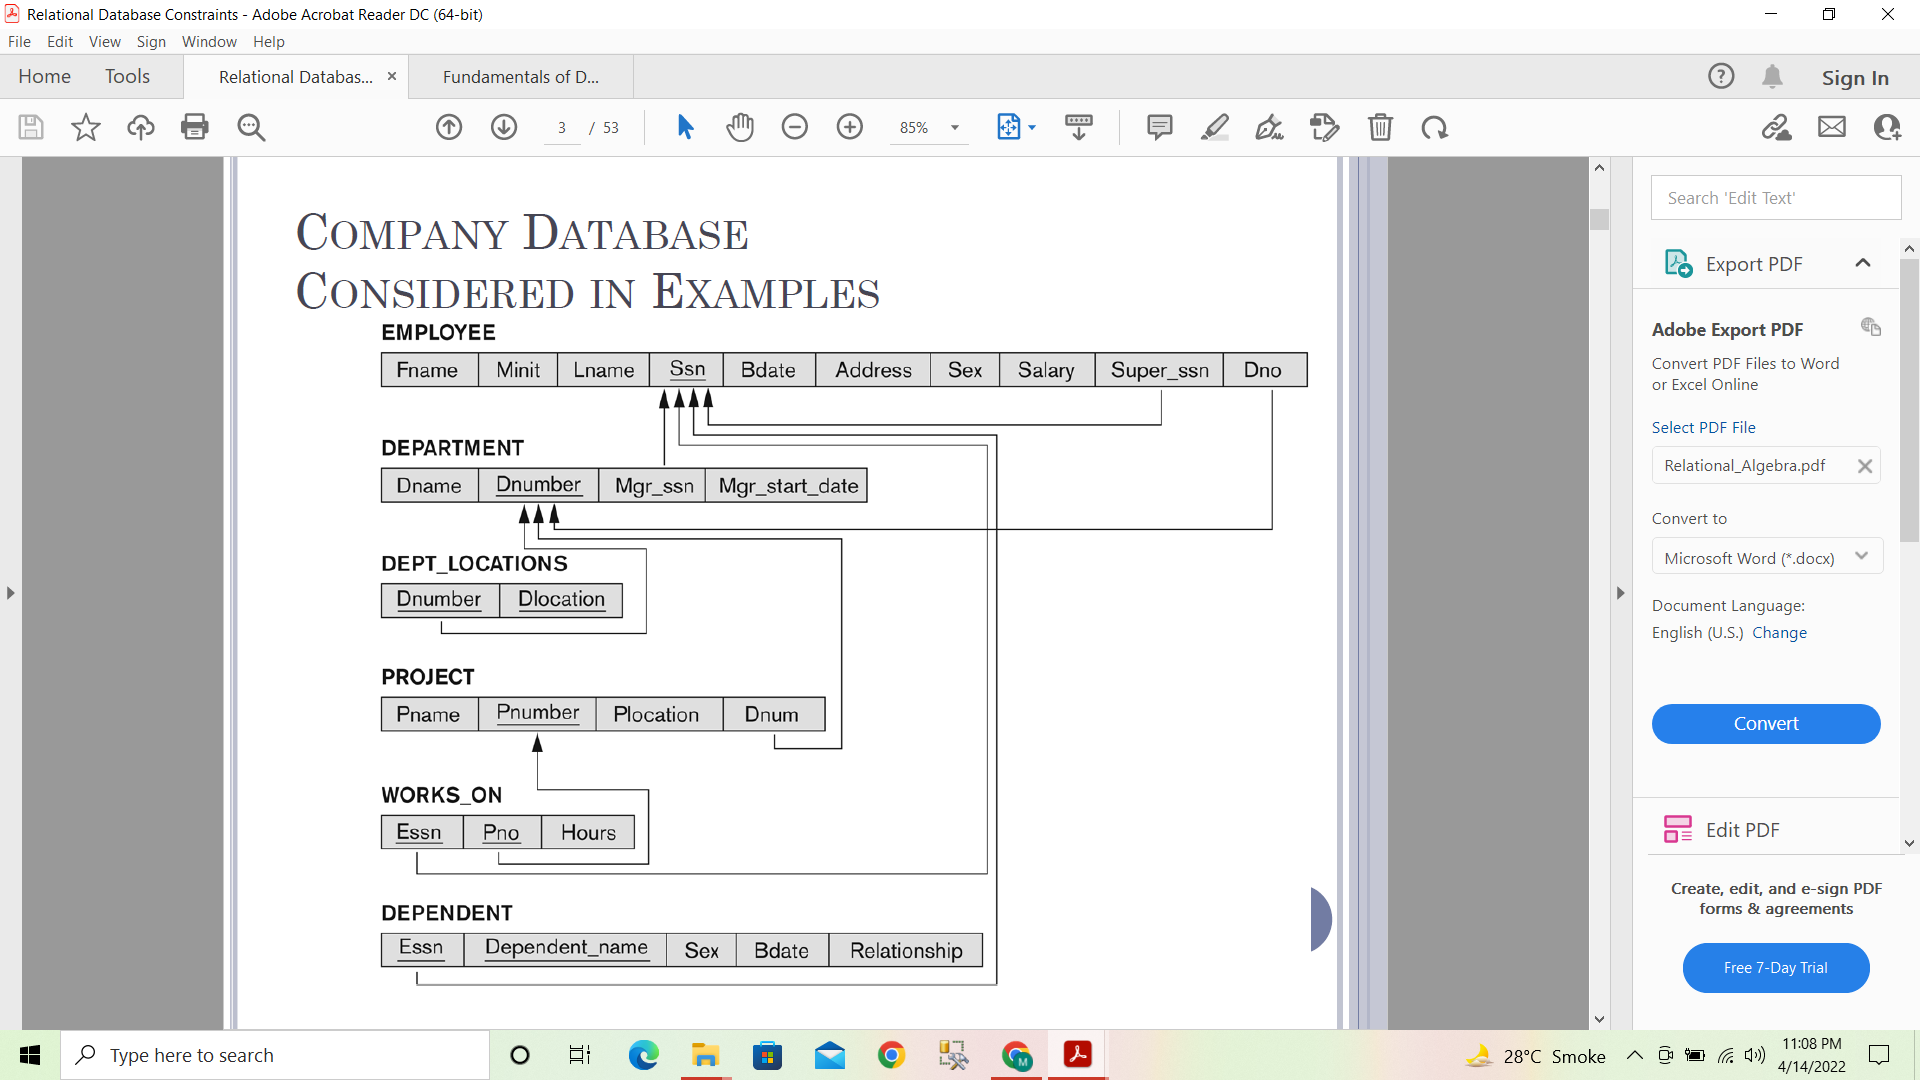 Relational Database Constraints - Adobe Acrobat Reader DC (64-bit)
File Edit View Sign Window Help
Home Tools Relational Databas... × Fundamentals of D... Sign In
3 / 53 85%
COMPANY DATABASE
CONSIDERED IN EXAMPLES
EMPLOYEE
Fname Minit Lname Ssn Bdate Address Sex Salary Super_ssn Dno
DEPARTMENT
Dname Dnumber Mgr_ssn Mgr_start_date
DEPT_LOCATIONS
Dnumber Dlocation
PROJECT
Pname Pnumber Plocation Dnum
WORKS_ON
Essn Pno Hours
DEPENDENT
Essn Dependent_name Sex Bdate Relationship
Search 'Edit Text'
Export PDF
Adobe Export PDF
Convert PDF Files to Word
or Excel Online
Select PDF File
Relational_Algebra.pdf
Convert to
Microsoft Word (*.docx)
Document Language:
English (U.S.) Change
Convert
Edit PDF
Create, edit, and e-sign PDF
forms & agreements
Free 7-Day Trial
Type here to search
M
28°C Smoke
11:08 PM
4/14/2022